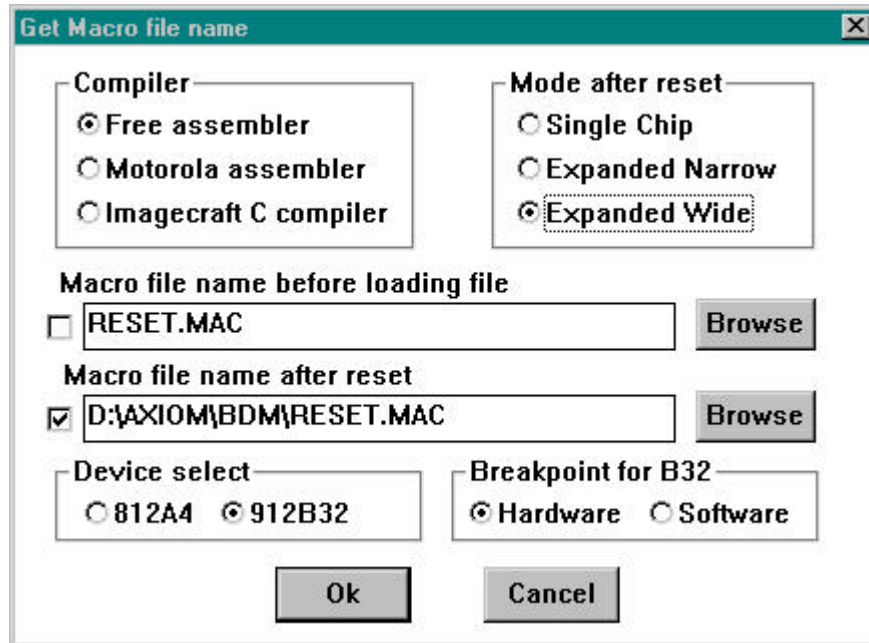 Get Macro file name
Compiler
Free assembler
Motorola assembler
Imagecraft C compiler
Mode after reset
Single Chip
Expanded Narrow
Expanded Wide
Macro file name before loading file
RESET.MAC
Browse
Macro file name after reset
D:\AXIOM\BDM\RESET.MAC
Browse
Device select
812A4 912B32
Breakpoint for B32
Hardware Software
Ok Cancel